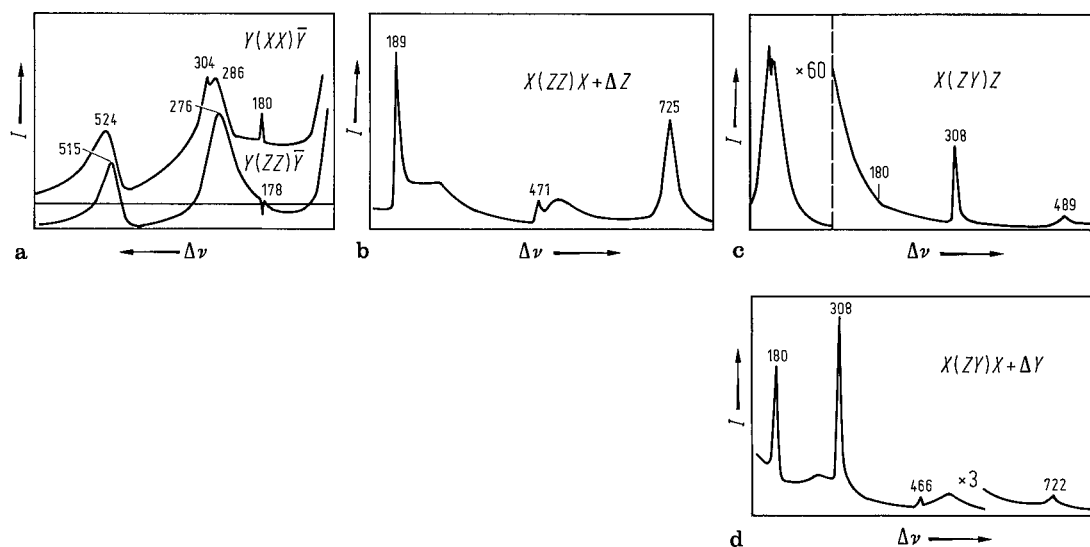 Y(XX)Y̅
304
286
276
180
524
515
Y(ZZ)Y̅
178
I
a
Δν
189
X(ZZ)X+ΔZ
725
471
I
b
Δν
×60
X(ZY)Z
308
180
489
I
c
Δν
308
180
X(ZY)X+ΔY
466
×3
722
I
d
Δν